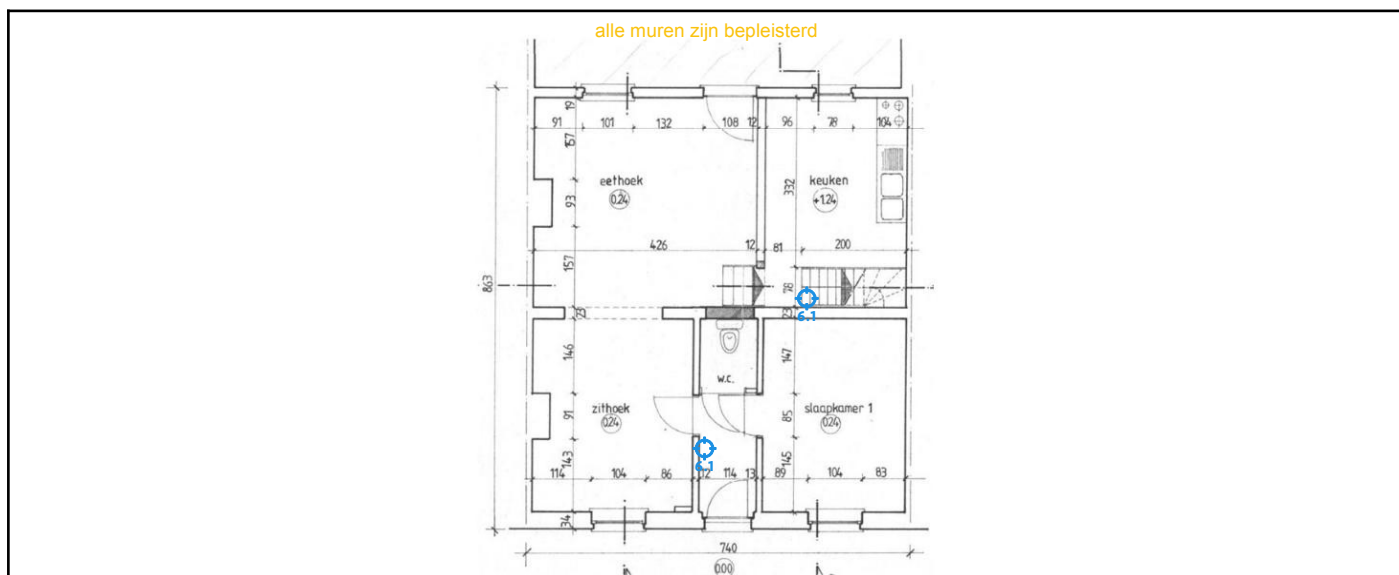 alle muren zijn bepleisterd
19
91 101 132 108 12 96 78 104
167
eethoek
0.24
keuken
+1.24
332
93
426 12 81 200
157
863
78
23
23
6.1
146
147
w.c.
zithoek
0.24
slaapkamer 1
0.24
91
85
6.1
143
145
114 104 86 12 114 13 89 104 83
34
740
0.00